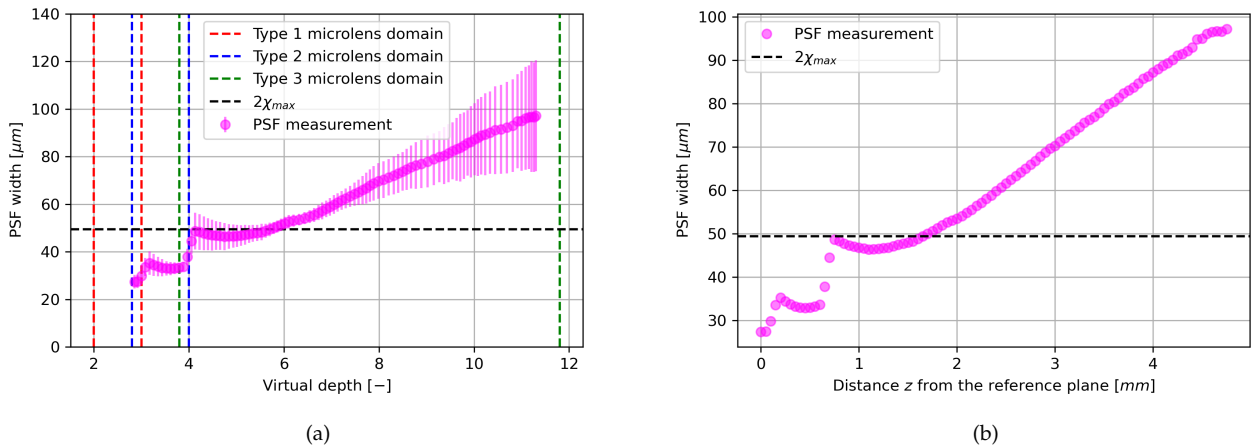 140
120
100
80
60
40
20
0
PSF width [μm]
2 4 6 8 10 12
Virtual depth [−]
Type 1 microlens domain
Type 2 microlens domain
Type 3 microlens domain
2χmax
PSF measurement
(a)
100
90
80
70
60
50
40
30
PSF width [μm]
0 1 2 3 4
Distance z from the reference plane [mm]
PSF measurement
2χmax
(b)